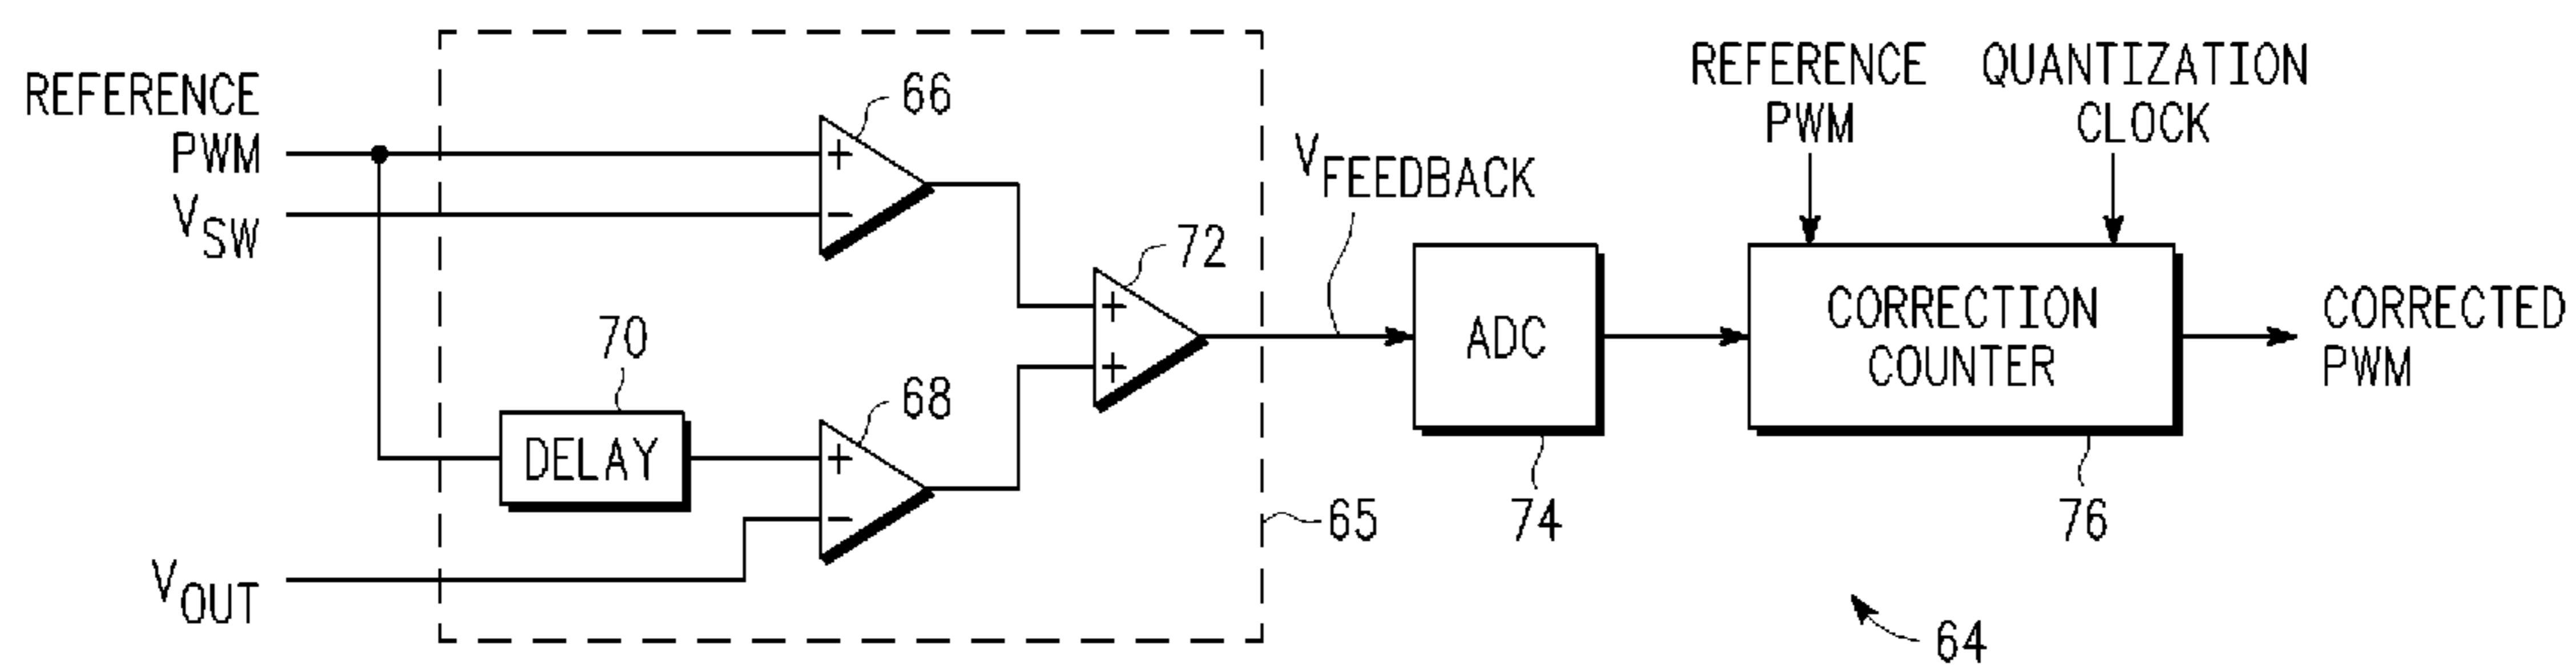 REFERENCE
PWM
VSW
VOUT
66
70
DELAY
68
72
65
VFEEDBACK
ADC
74
REFERENCE
PWM
QUANTIZATION
CLOCK
CORRECTION
COUNTER
76
CORRECTED
PWM
64
+
−
+
−
+
+